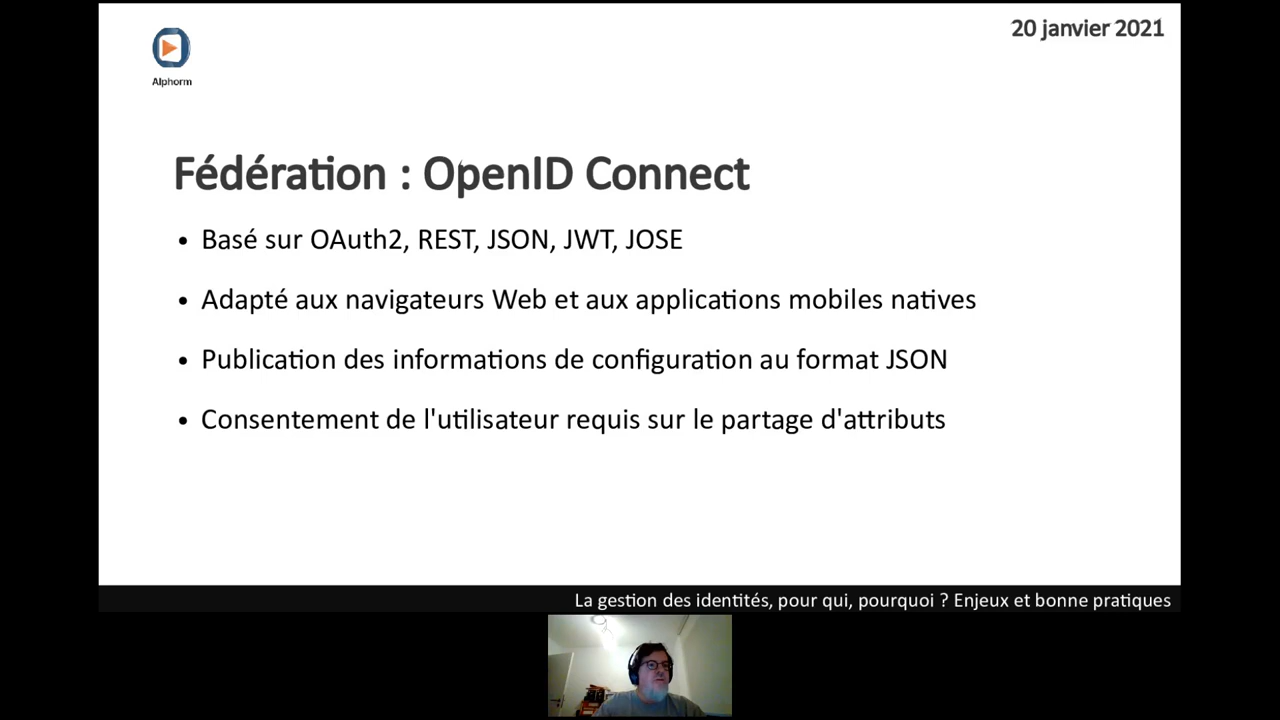 20 janvier 2021
Alphorm
Fédération : OpenID Connect
• Basé sur OAuth2, REST, JSON, JWT, JOSE
• Adapté aux navigateurs Web et aux applications mobiles natives
• Publication des informations de configuration au format JSON
• Consentement de l'utilisateur requis sur le partage d'attributs
La gestion des identités, pour qui, pourquoi ? Enjeux et bonne pratiques